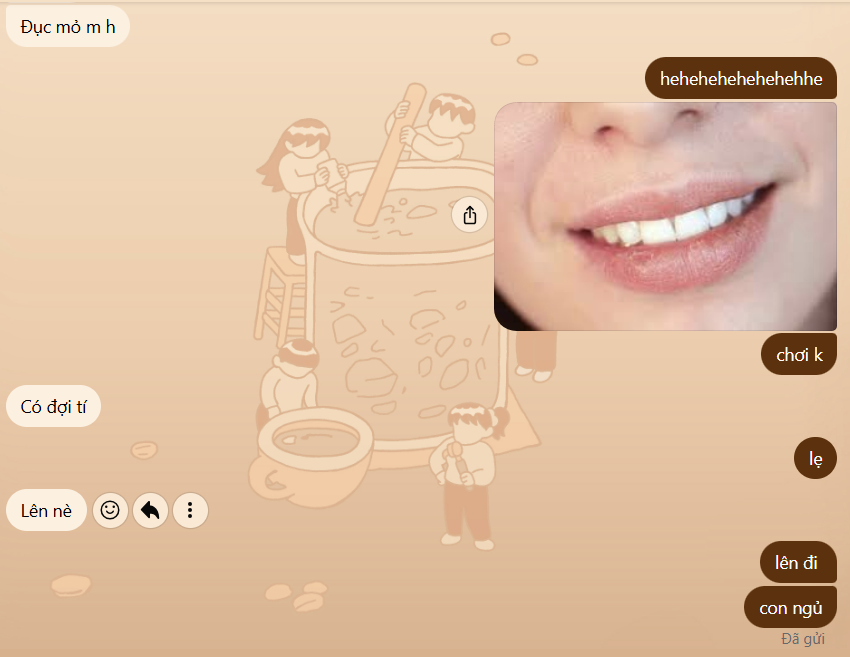 Đục mỏ m h
hehehehehehehehhe
chơi k
Có đợi tí
lẹ
Lên nè
lên đi
con ngủ
Đã gửi